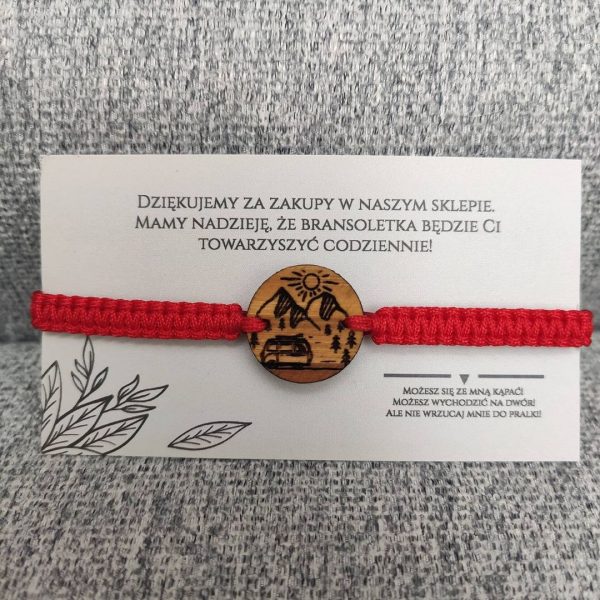 Dziękujemy za zakupy w naszym sklepie.
Mamy nadzieję, że bransoletka będzie Ci
towarzyszyć codziennie!
Możesz się ze mną kąpać!
Możesz wychodzić na dwór!
Ale nie wrzucaj mnie do pralki!